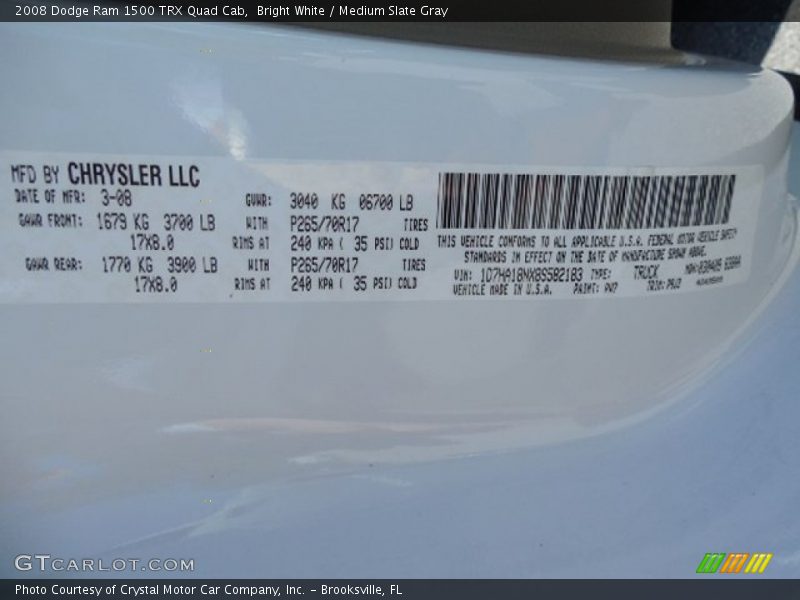 2008 Dodge Ram 1500 TRX Quad Cab,  Bright White / Medium Slate Gray
MFD BY CHRYSLER LLC
DATE OF MFR: 3-08 GVWR: 3040 KG 06700 LB
GAWR FRONT: 1679 KG 3700 LB WITH P265/70R17 TIRES
17X8.0 RIMS AT 240 KPA ( 35 PSI) COLD
GAWR REAR: 1770 KG 3900 LB WITH P265/70R17 TIRES
17X8.0 RIMS AT 240 KPA ( 35 PSI) COLD
THIS VEHICLE CONFORMS TO ALL APPLICABLE U.S.A. FEDERAL MOTOR VEHICLE SAFETY
STANDARDS IN EFFECT ON THE DATE OF MANUFACTURE SHOWN ABOVE.
VIN: 1D7HA18NX8S582183 TYPE: TRUCK MDH:
VEHICLE MADE IN U.S.A. PAINT: PW7 TRIM:
GTCARLOT.COM
Photo Courtesy of Crystal Motor Car Company, Inc. – Brooksville, FL